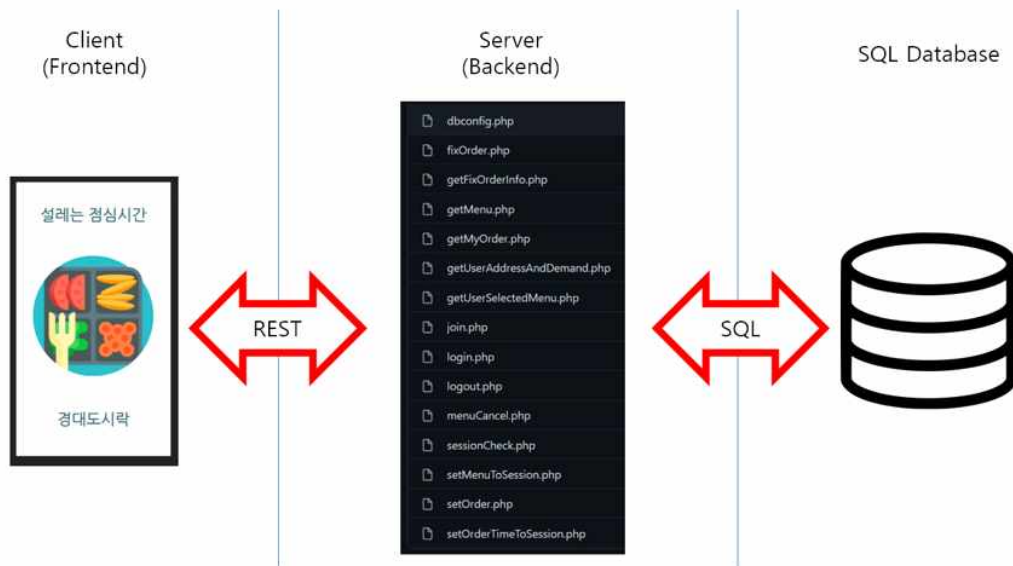 Client
(Frontend)
설레는 점심시간
경대도시락
REST
Server
(Backend)
dbconfig.php
fixOrder.php
getFixOrderInfo.php
getMenu.php
getMyOrder.php
getUserAddressAndDemand.php
getUserSelectedMenu.php
join.php
login.php
logout.php
menuCancel.php
sessionCheck.php
setMenuToSession.php
setOrder.php
setOrderTimeToSession.php
SQL
SQL Database